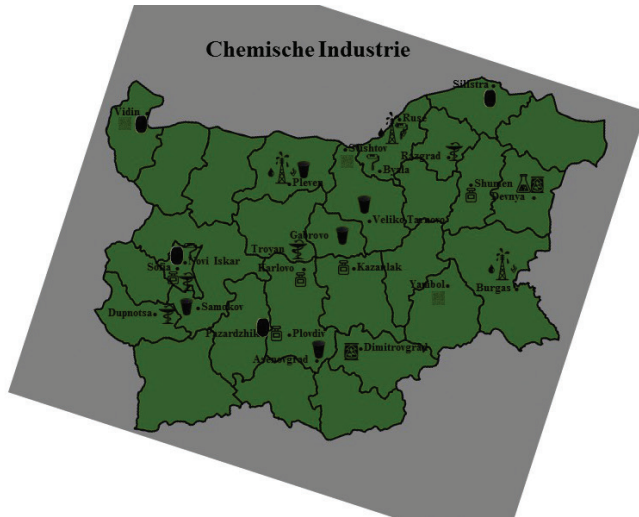 Chemische Industrie
Silistra
Vidin
Ruse
Svishtov
Razgrad
Byala
Pleven
Shumen
Devnya
Veliko Tarnovo
Gabrovo
Troyan
Novi Iskar
Sofia
Karlovo
Kazanlak
Yambol
Burgas
Dupnotsa
Samokov
Pazardzhik
Plovdiv
Asenovgrad
Dimitrovgrad